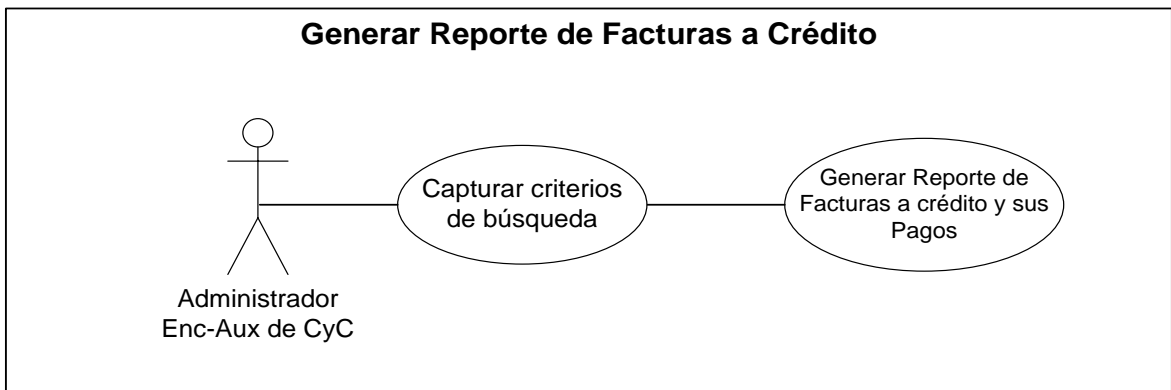 Generar Reporte de Facturas a Crédito
Capturar criterios
de búsqueda
Generar Reporte de
Facturas a crédito y sus
Pagos
Administrador
Enc-Aux de CyC